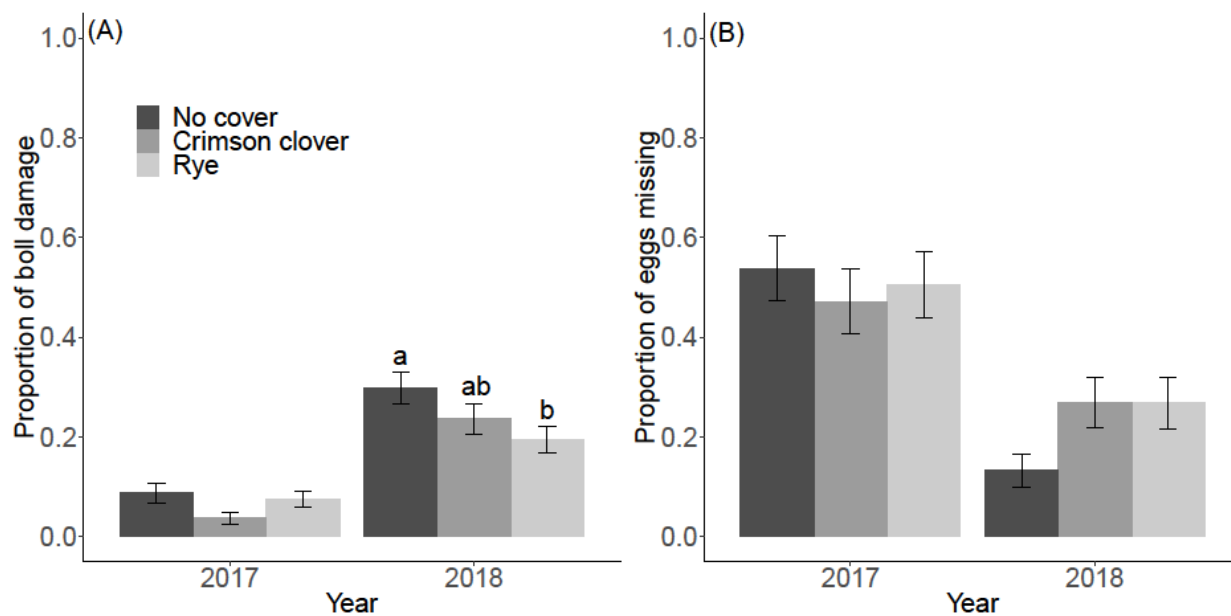 (A)
Proportion of boll damage
1.0
0.8
0.6
0.4
0.2
0.0
No cover
Crimson clover
Rye
a
ab
b
2017
2018
Year
(B)
Proportion of eggs missing
1.0
0.8
0.6
0.4
0.2
0.0
2017
2018
Year